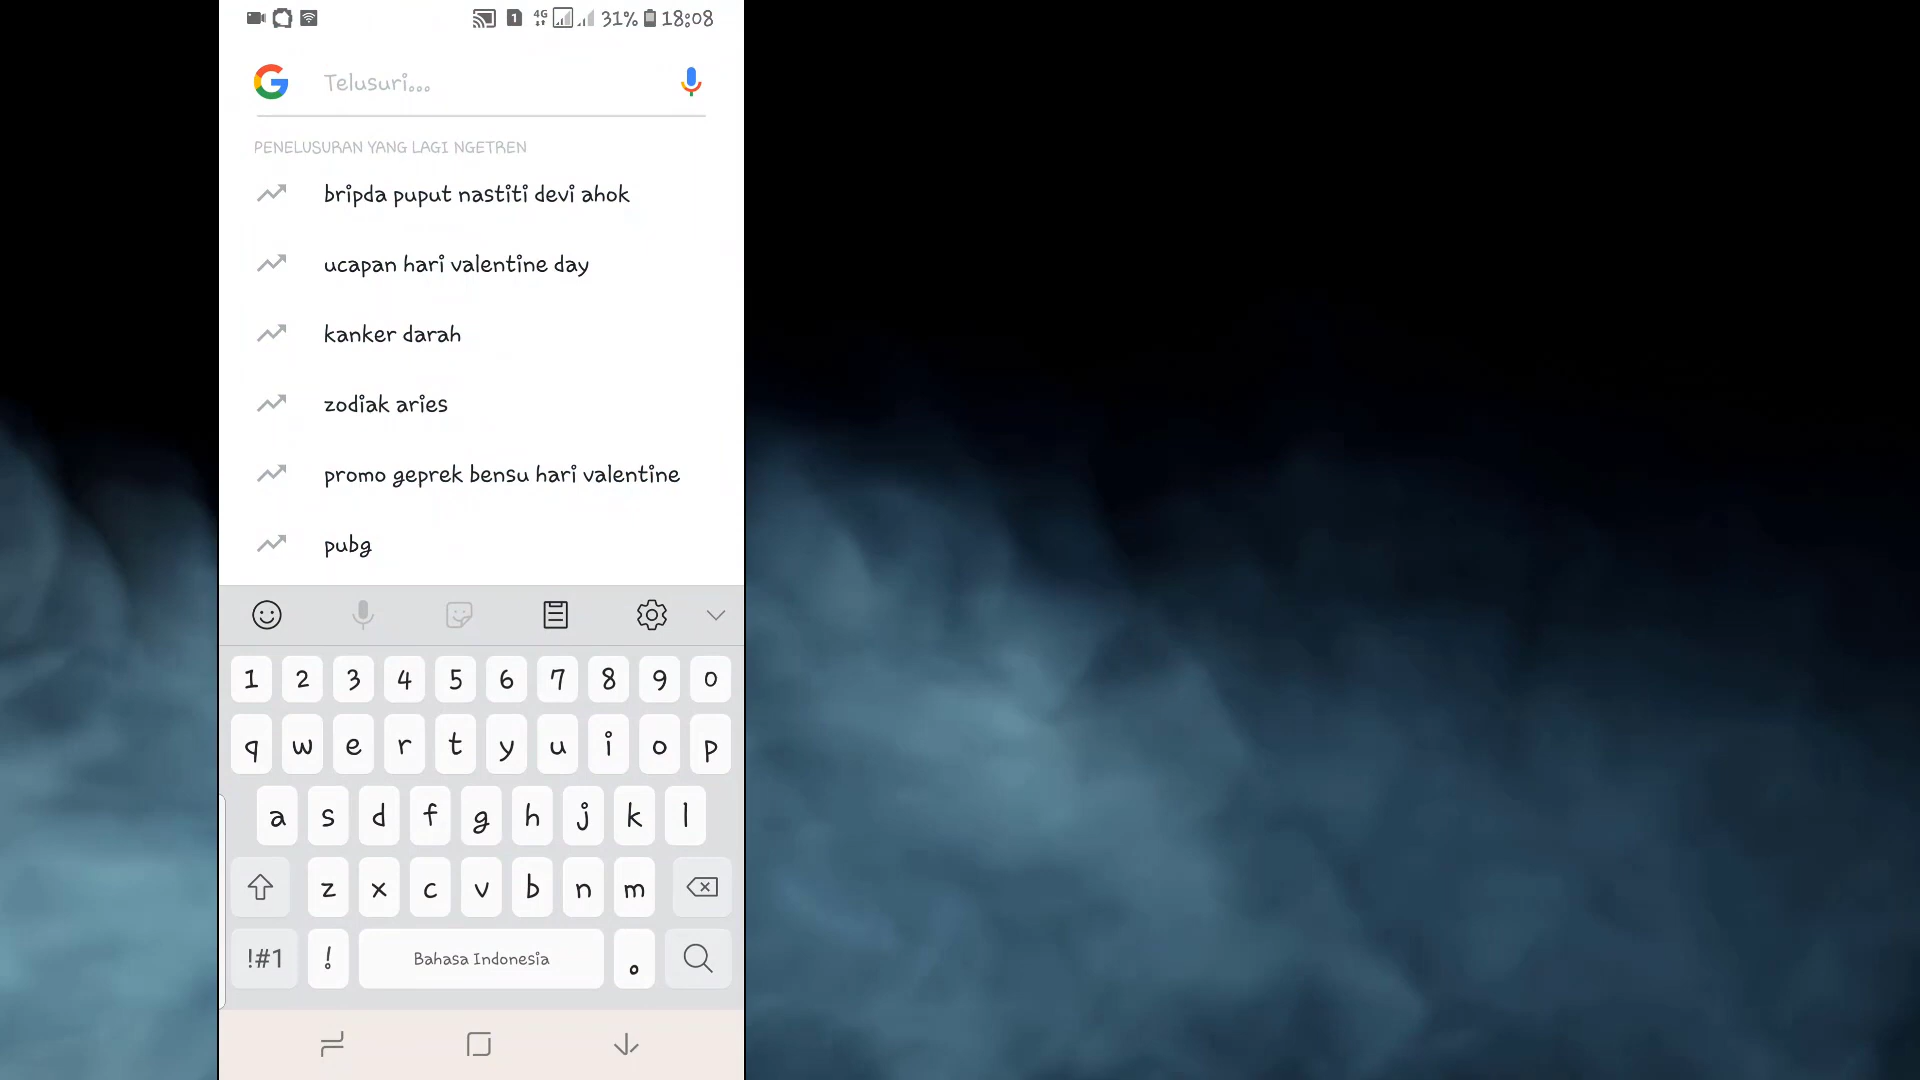 1 4G 31% 18:08
G Telusuri...
PENELUSURAN YANG LAGI NGETREN
bripda puput nastiti devi ahok
ucapan hari valentine day
kanker darah
zodiak aries
promo geprek bensu hari valentine
pubg
1 2 3 4 5 6 7 8 9 0
q w e r t y u i o p
a s d f g h j k l
z x c v b n m
!#1 ! Bahasa Indonesia .